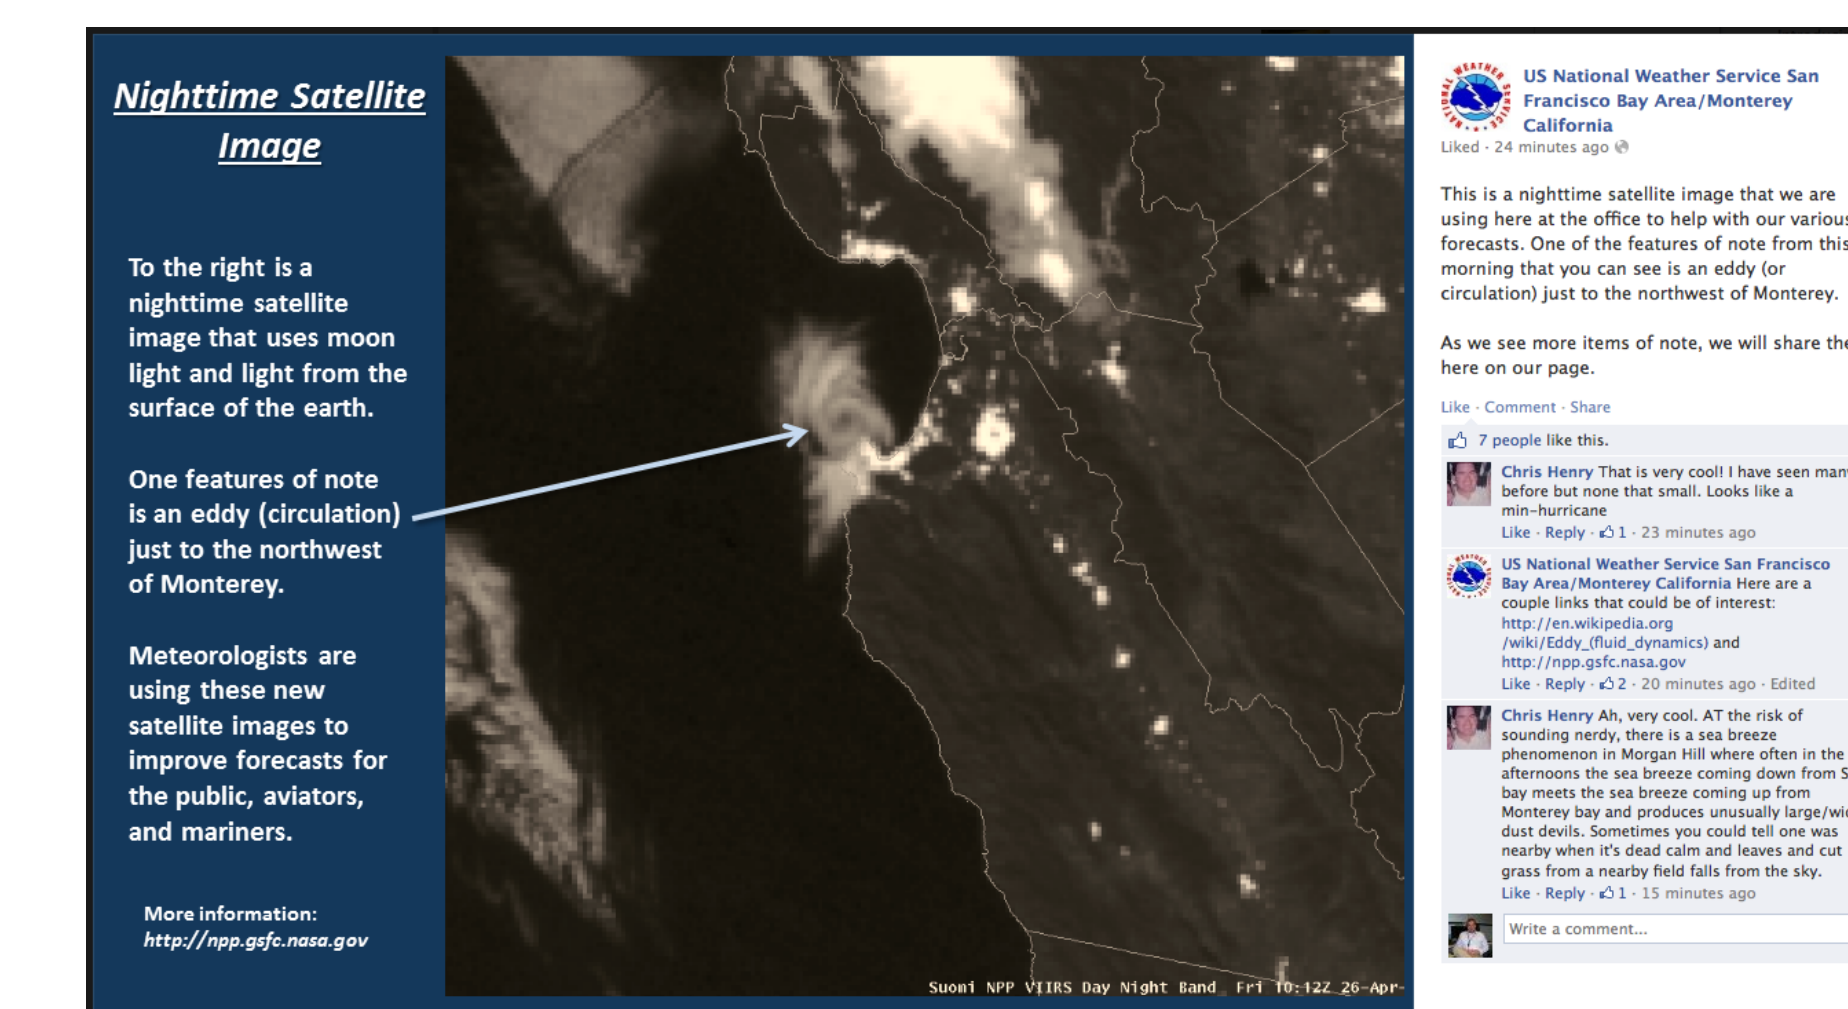 Nighttime Satellite
Image
To the right is a
nighttime satellite
image that uses moon
light and light from the
surface of the earth.
One features of note
is an eddy (circulation)
just to the northwest
of Monterey.
Meteorologists are
using these new
satellite images to
improve forecasts for
the public, aviators,
and mariners.
More information:
http://npp.gsfc.nasa.gov
Suomi NPP VIIRS Day Night Band Fri 10:12Z 26-Apr-
NATIONAL WEATHER SERVICE
US National Weather Service San
Francisco Bay Area/Monterey
California
Liked · 24 minutes ago
This is a nighttime satellite image that we are
using here at the office to help with our various
forecasts. One of the features of note from this
morning that you can see is an eddy (or
circulation) just to the northwest of Monterey.
As we see more items of note, we will share the
here on our page.
Like · Comment · Share
7 people like this.
Chris Henry That is very cool! I have seen many
before but none that small. Looks like a
min-hurricane
Like · Reply · 1 · 23 minutes ago
US National Weather Service San Francisco
Bay Area/Monterey California Here are a
couple links that could be of interest:
http://en.wikipedia.org
/wiki/Eddy_(fluid_dynamics) and
http://npp.gsfc.nasa.gov
Like · Reply · 2 · 20 minutes ago · Edited
Chris Henry Ah, very cool. AT the risk of
sounding nerdy, there is a sea breeze
phenomenon in Morgan Hill where often in the
afternoons the sea breeze coming down from S
bay meets the sea breeze coming up from
Monterey bay and produces unusually large/wid
dust devils. Sometimes you could tell one was
nearby when it's dead calm and leaves and cut
grass from a nearby field falls from the sky.
Like · Reply · 1 · 15 minutes ago
Write a comment...